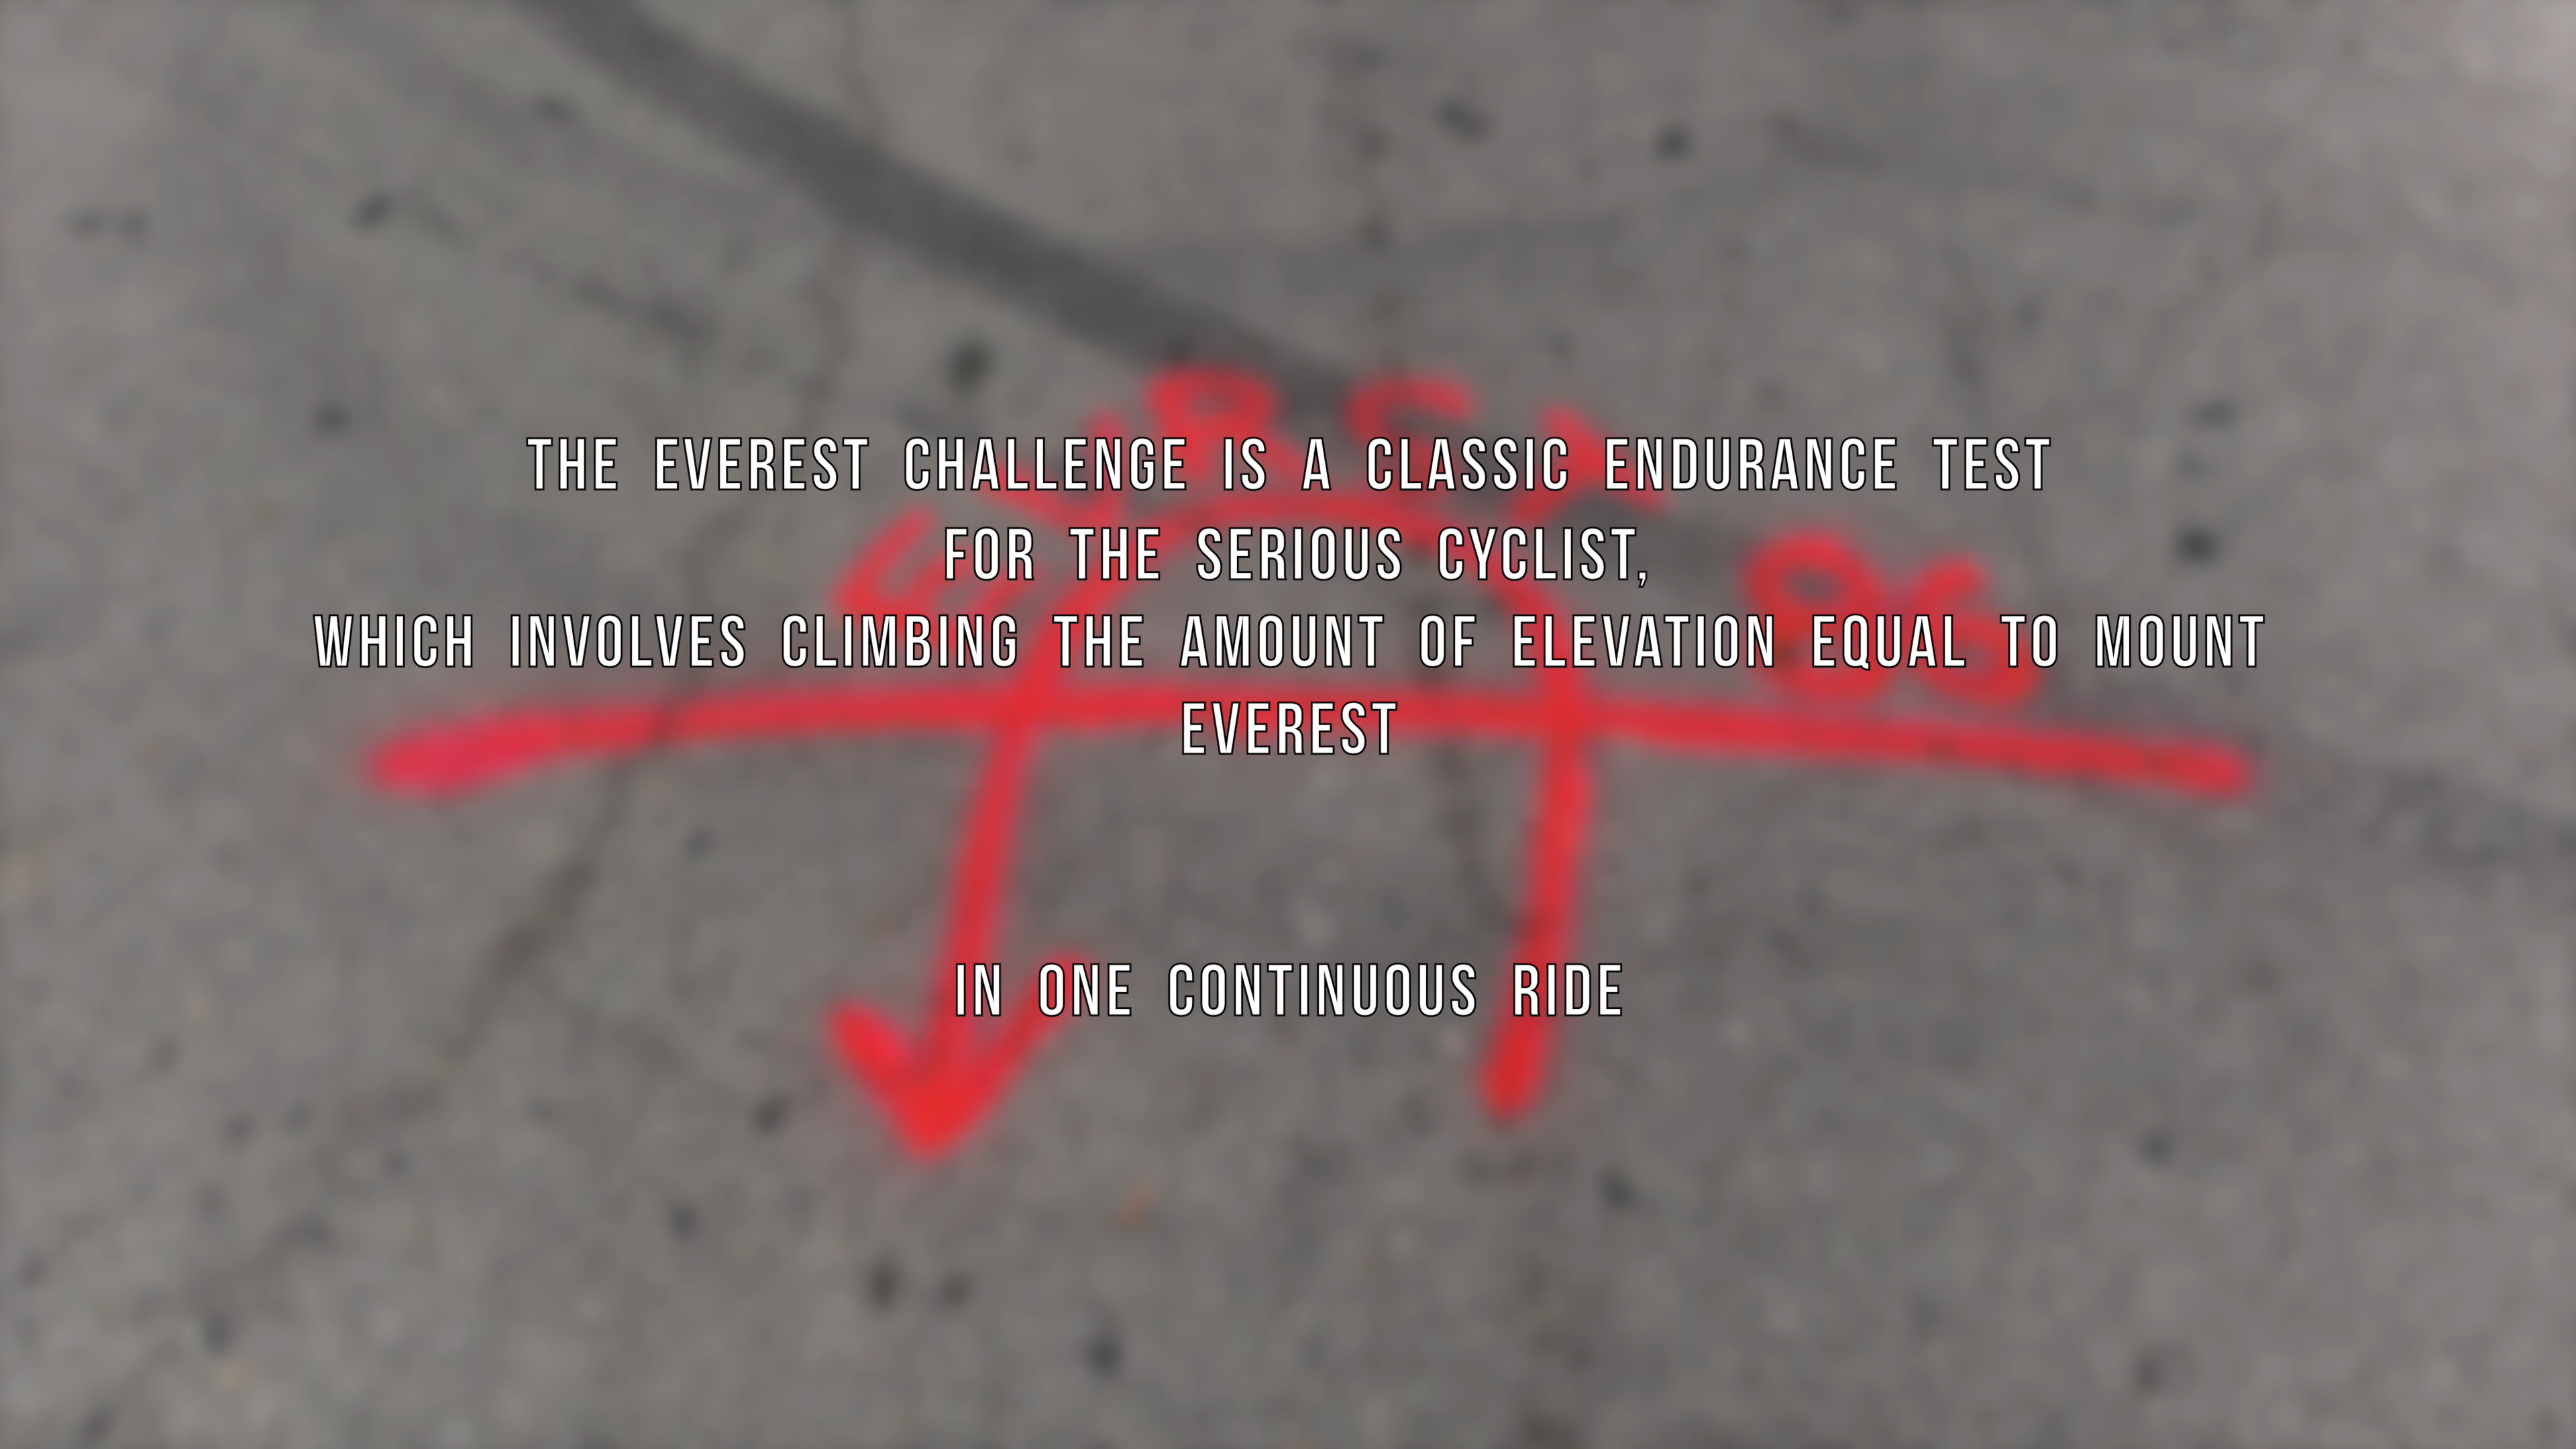 THE EVEREST CHALLENGE IS A CLASSIC ENDURANCE TEST
FOR THE SERIOUS CYCLIST,
WHICH INVOLVES CLIMBING THE AMOUNT OF ELEVATION EQUAL TO MOUNT
EVEREST
IN ONE CONTINUOUS RIDE